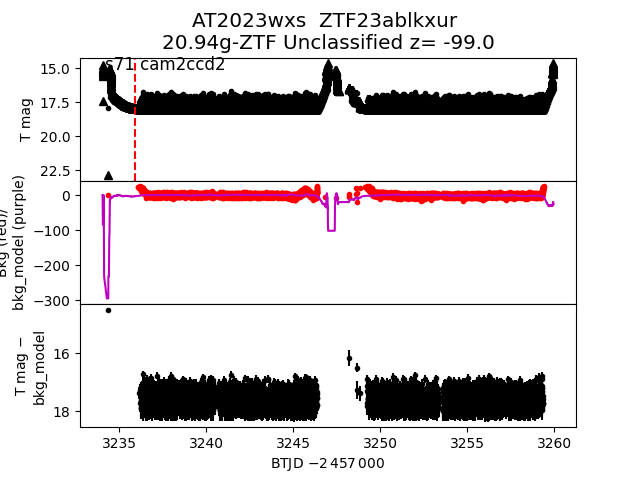 AT2023wxs ZTF23ablkxur
20.94g-ZTF Unclassified z= -99.0
s71 cam2ccd2
T mag
15.0
17.5
20.0
22.5
Bkg (red)/
bkg_model (purple)
0
−100
−200
−300
T mag −
bkg_model
16
18
3235 3240 3245 3250 3255 3260
BTJD −2 457 000